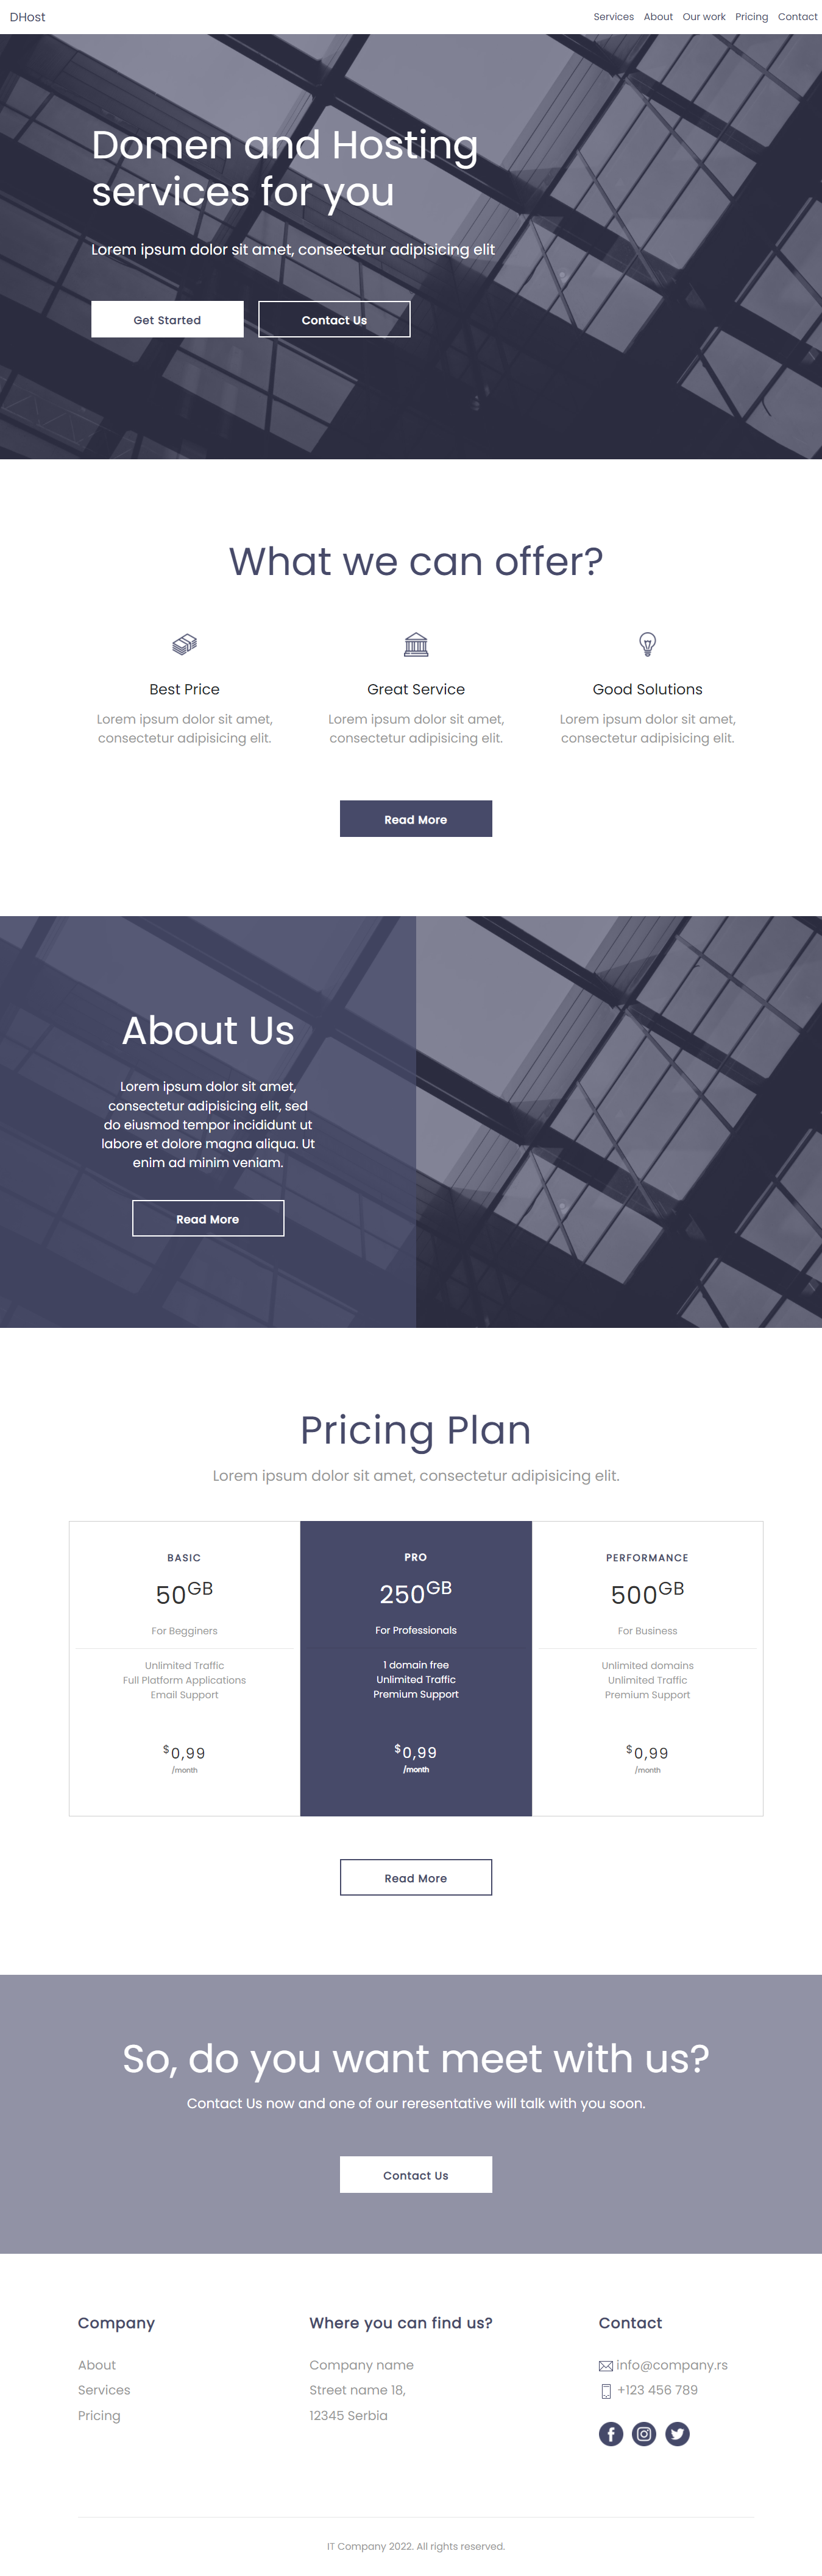 DHost
Services About Our work Pricing Contact
Domen and Hosting
services for you
Lorem ipsum dolor sit amet, consectetur adipisicing elit
Get Started
Contact Us
What we can offer?
Best Price
Lorem ipsum dolor sit amet,
consectetur adipisicing elit.
Great Service
Lorem ipsum dolor sit amet,
consectetur adipisicing elit.
Good Solutions
Lorem ipsum dolor sit amet,
consectetur adipisicing elit.
Read More
About Us
Lorem ipsum dolor sit amet,
consectetur adipisicing elit, sed
do eiusmod tempor incididunt ut
labore et dolore magna aliqua. Ut
enim ad minim veniam.
Read More
Pricing Plan
Lorem ipsum dolor sit amet, consectetur adipisicing elit.
BASIC
50GB
For Begginers
Unlimited Traffic
Full Platform Applications
Email Support
$0,99
/month
PRO
250GB
For Professionals
1 domain free
Unlimited Traffic
Premium Support
$0,99
/month
PERFORMANCE
500GB
For Business
Unlimited domains
Unlimited Traffic
Premium Support
$0,99
/month
Read More
So, do you want meet with us?
Contact Us now and one of our reresentative will talk with you soon.
Contact Us
Company
About
Services
Pricing
Where you can find us?
Company name
Street name 18,
12345 Serbia
Contact
info@company.rs
+123 456 789
IT Company 2022. All rights reserved.